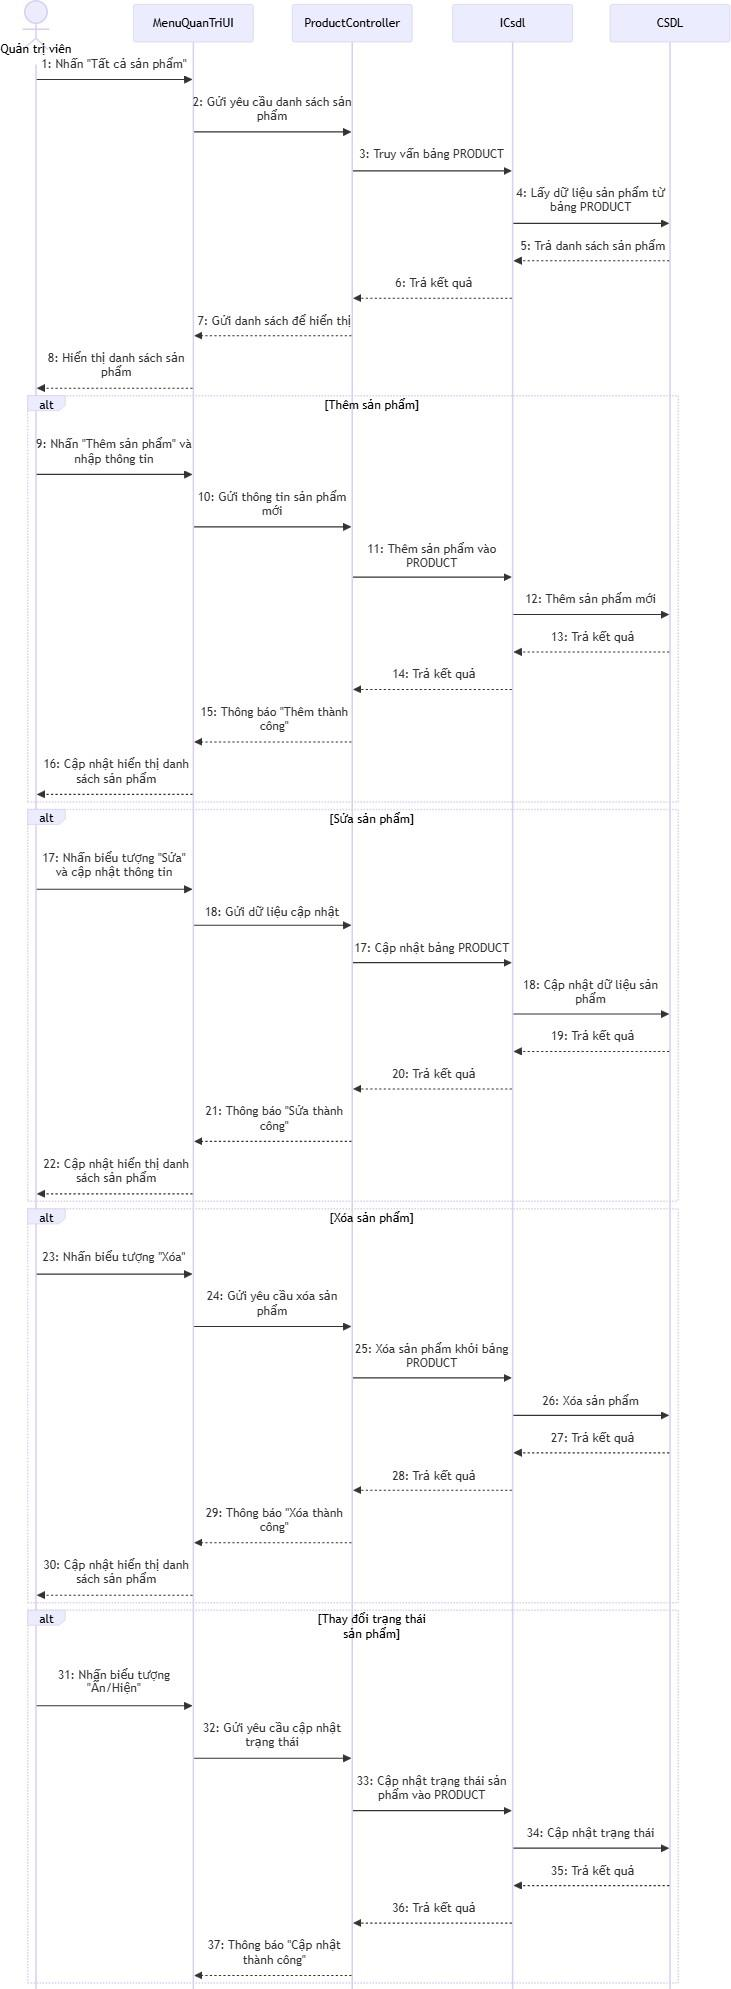 MenuQuanTriUI
ProductController
ICsdl
CSDL
Quản trị viên
1: Nhấn "Tất cả sản phẩm"
2: Gửi yêu cầu danh sách sản
phẩm
3: Truy vấn bảng PRODUCT
4: Lấy dữ liệu sản phẩm từ
bảng PRODUCT
5: Trả danh sách sản phẩm
6: Trả kết quả
7: Gửi danh sách để hiển thị
8: Hiển thị danh sách sản
phẩm
alt
[Thêm sản phẩm]
9: Nhấn "Thêm sản phẩm" và
nhập thông tin
10: Gửi thông tin sản phẩm
mới
11: Thêm sản phẩm vào
PRODUCT
12: Thêm sản phẩm mới
13: Trả kết quả
14: Trả kết quả
15: Thông báo "Thêm thành
công"
16: Cập nhật hiển thị danh
sách sản phẩm
alt
[Sửa sản phẩm]
17: Nhấn biểu tượng "Sửa"
và cập nhật thông tin
18: Gửi dữ liệu cập nhật
17: Cập nhật bảng PRODUCT
18: Cập nhật dữ liệu sản
phẩm
19: Trả kết quả
20: Trả kết quả
21: Thông báo "Sửa thành
công"
22: Cập nhật hiển thị danh
sách sản phẩm
alt
[Xóa sản phẩm]
23: Nhấn biểu tượng "Xóa"
24: Gửi yêu cầu xóa sản
phẩm
25: Xóa sản phẩm khỏi bảng
PRODUCT
26: Xóa sản phẩm
27: Trả kết quả
28: Trả kết quả
29: Thông báo "Xóa thành
công"
30: Cập nhật hiển thị danh
sách sản phẩm
alt
[Thay đổi trạng thái
sản phẩm]
31: Nhấn biểu tượng
"Ẩn/Hiện"
32: Gửi yêu cầu cập nhật
trạng thái
33: Cập nhật trạng thái sản
phẩm vào PRODUCT
34: Cập nhật trạng thái
35: Trả kết quả
36: Trả kết quả
37: Thông báo "Cập nhật
thành công"